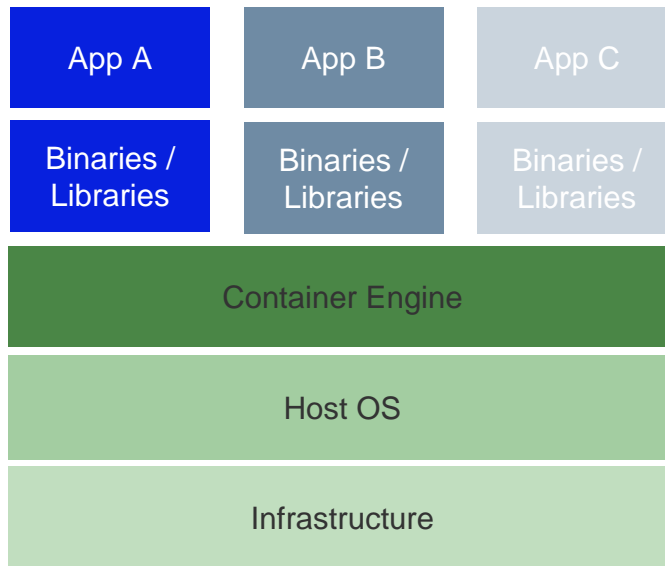 App A
App B
App C
Binaries /
Libraries
Binaries /
Libraries
Binaries /
Libraries
Container Engine
Host OS
Infrastructure